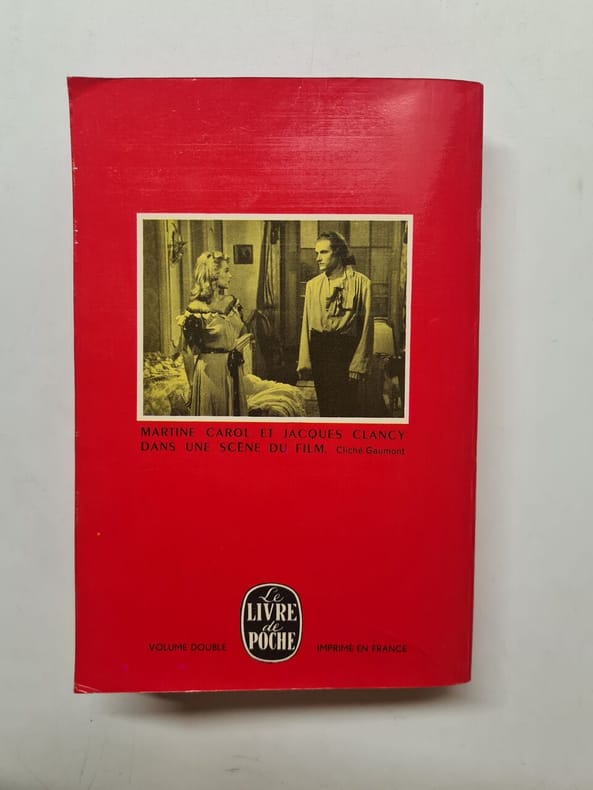 MARTINE CAROL ET JACQUES CLANCY
DANS UNE SCÈNE DU FILM. Cliché Gaumont
Le
LIVRE
de
POCHE
VOLUME DOUBLE
IMPRIMÉ EN FRANCE